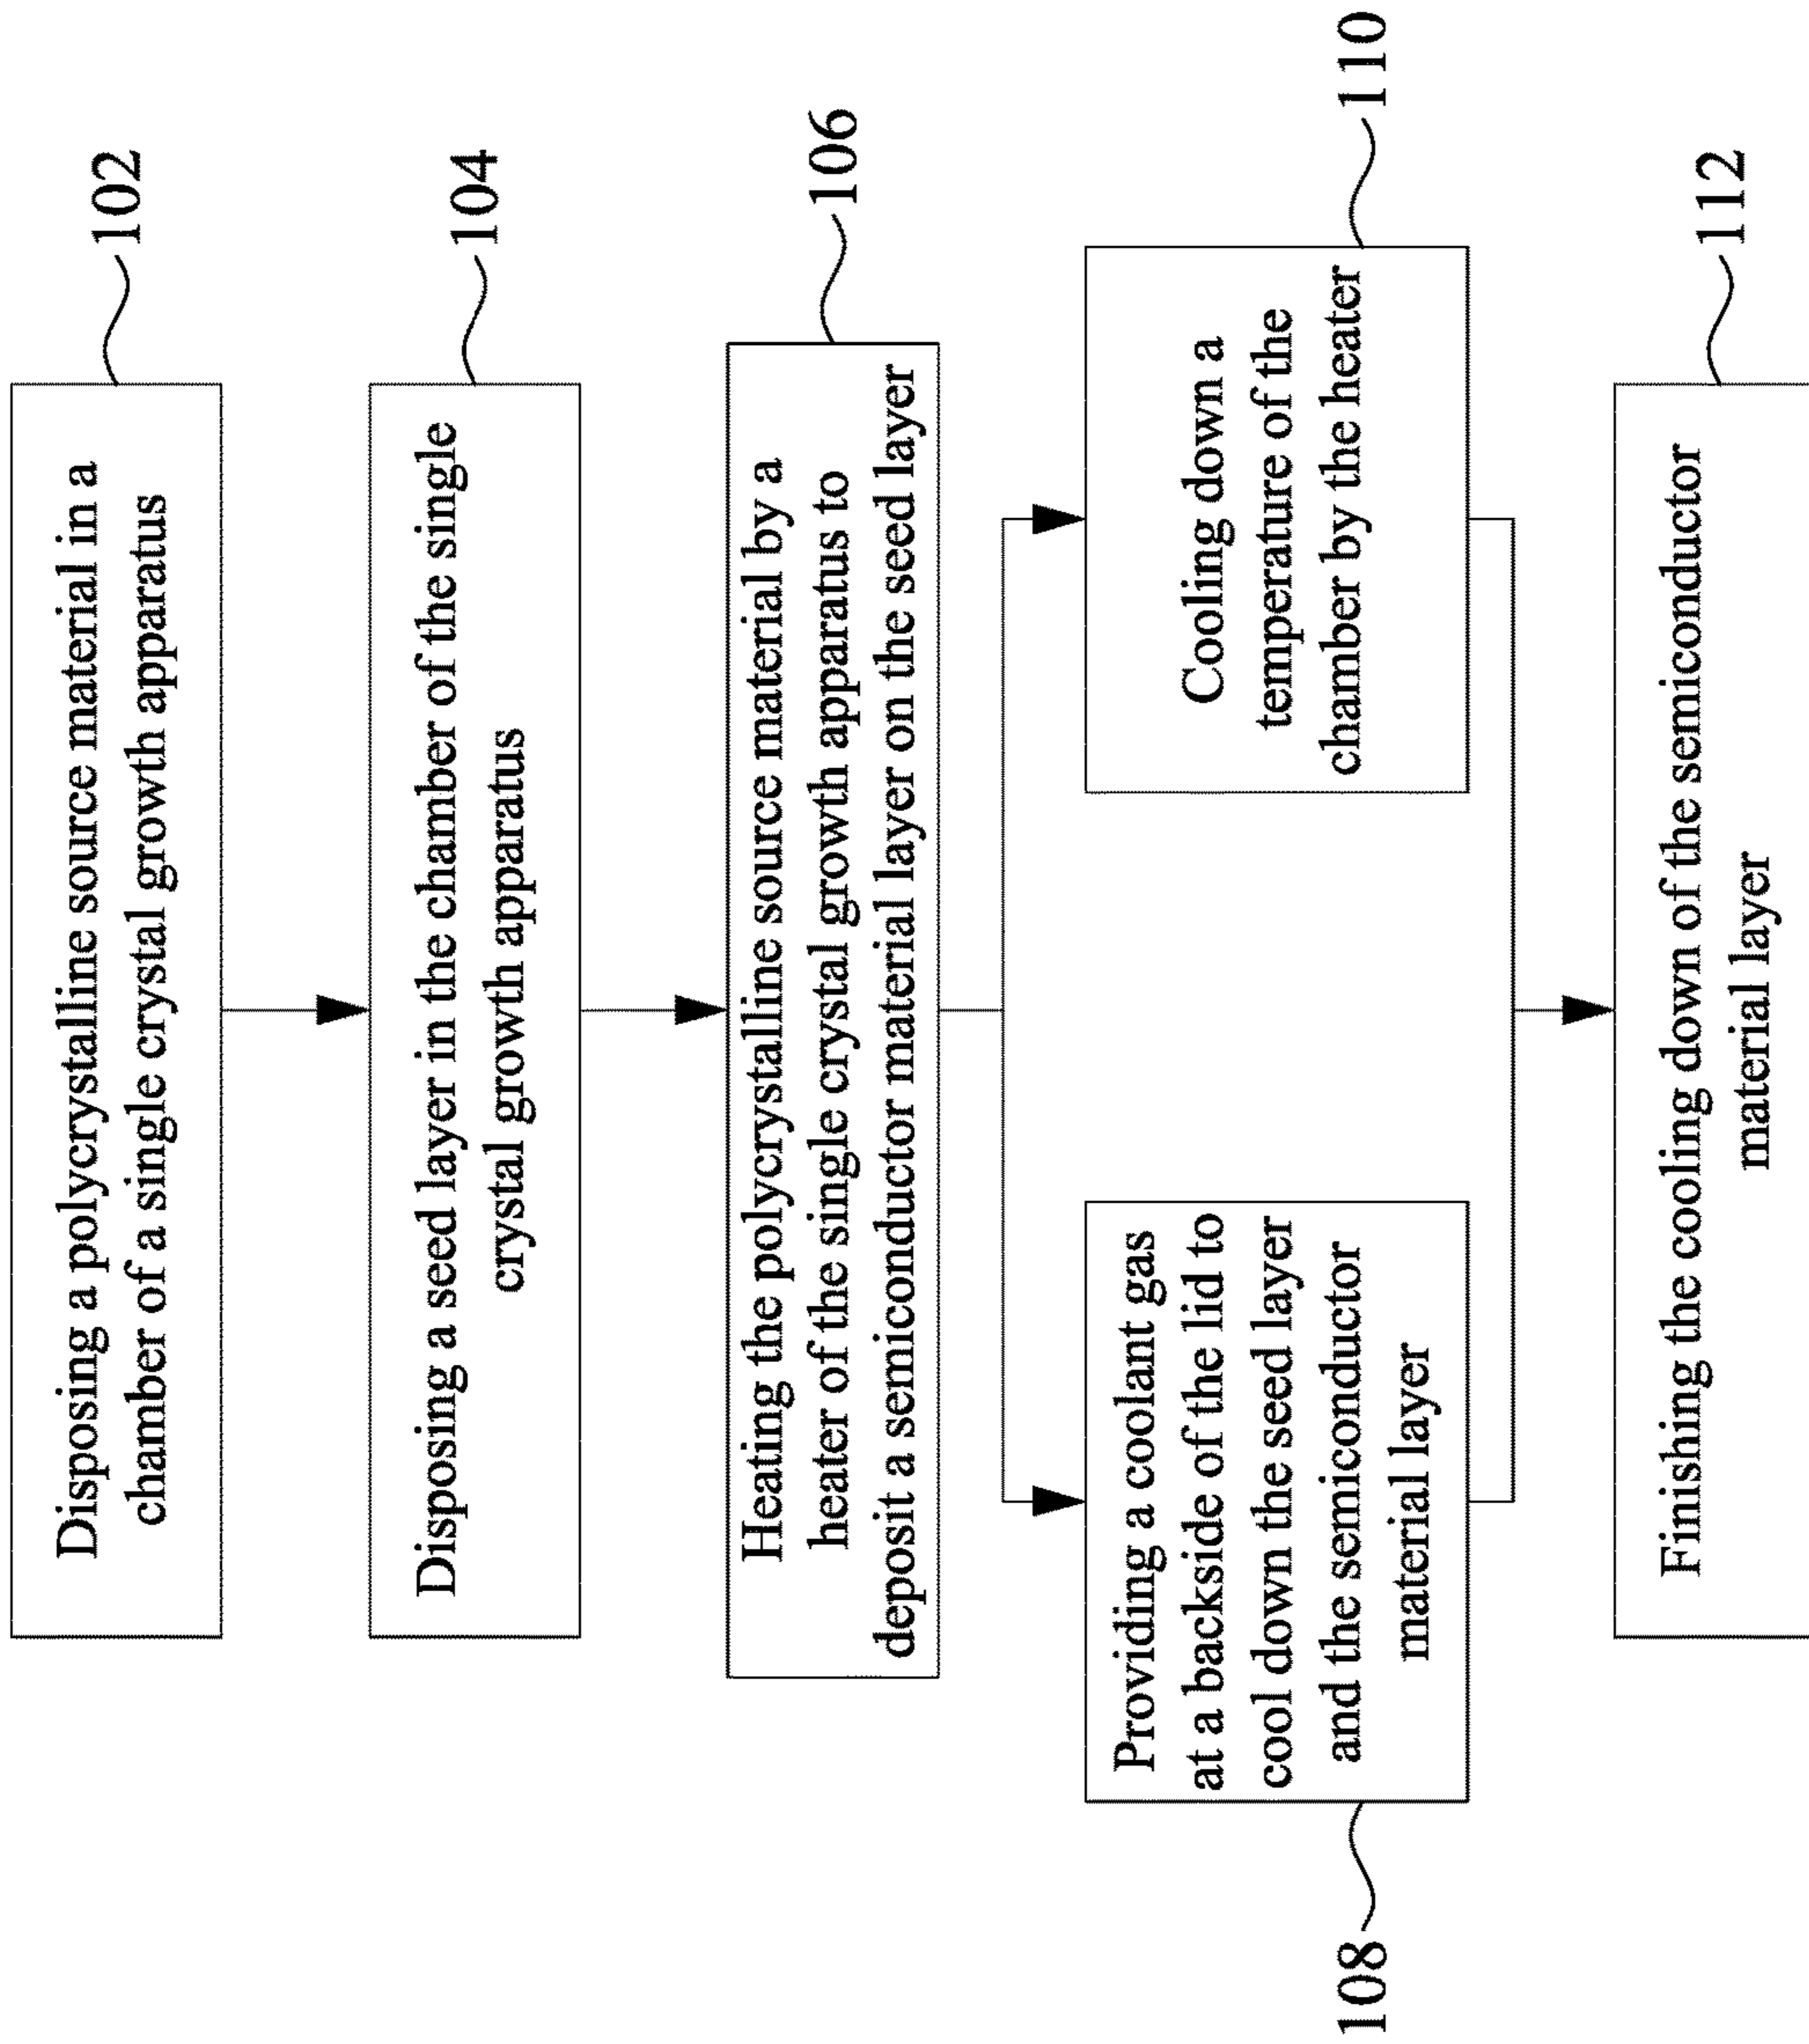 Disposing a polycrystalline source material in a
chamber of a single crystal growth apparatus
102
Disposing a seed layer in the chamber of the single
crystal growth apparatus
104
Heating the polycrystalline source material by a
heater of the single crystal growth apparatus to
deposit a semiconductor material layer on the seed layer
106
108
Providing a coolant gas
at a backside of the lid to
cool down the seed layer
and the semiconductor
material layer
Cooling down a
temperature of the
chamber by the heater
110
Finishing the cooling down of the semiconductor
material layer
112